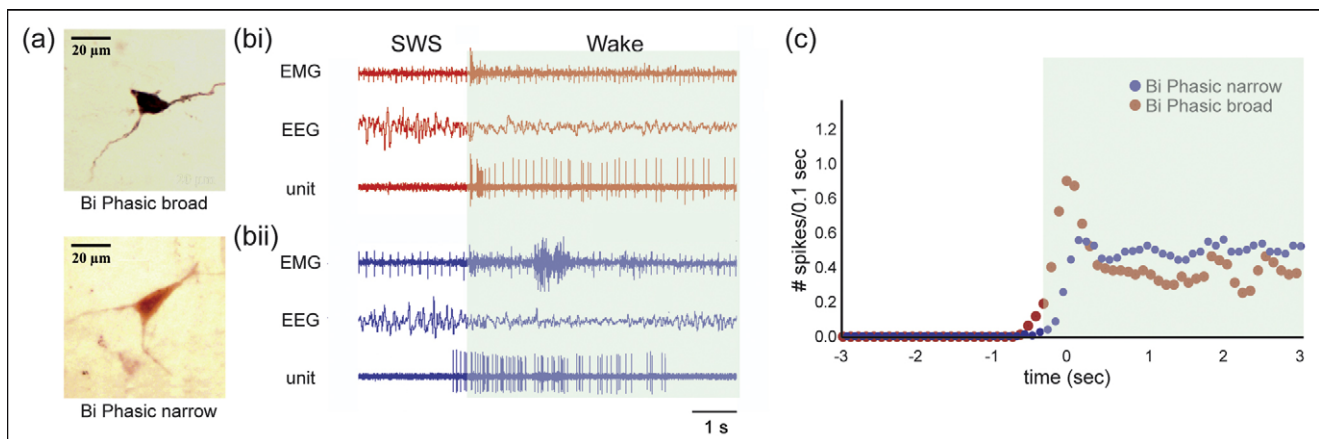 (a)
20 µm
Bi Phasic broad
20 µm
Bi Phasic narrow
(bi)
SWS Wake
EMG
EEG
unit
(bii)
EMG
EEG
unit
1 s
(c)
Bi Phasic narrow
Bi Phasic broad
# spikes/0.1 sec
1.2
1.0
0.8
0.6
0.4
0.2
0.0
-3 -2 -1 0 1 2 3
time (sec)